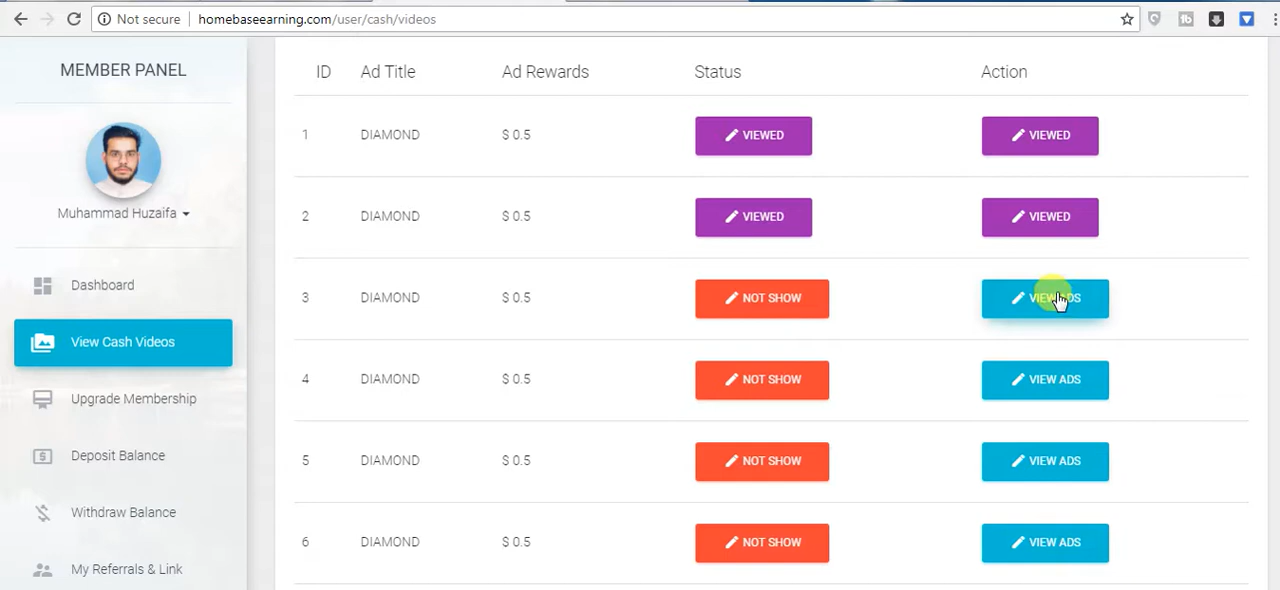 Not secure | homebaseearning.com/user/cash/videos
MEMBER PANEL
Muhammad Huzaifa
Dashboard
View Cash Videos
Upgrade Membership
Deposit Balance
Withdraw Balance
My Referrals & Link
ID Ad Title Ad Rewards Status Action
1 DIAMOND $ 0.5 VIEWED VIEWED
2 DIAMOND $ 0.5 VIEWED VIEWED
3 DIAMOND $ 0.5 NOT SHOW VIEW ADS
4 DIAMOND $ 0.5 NOT SHOW VIEW ADS
5 DIAMOND $ 0.5 NOT SHOW VIEW ADS
6 DIAMOND $ 0.5 NOT SHOW VIEW ADS